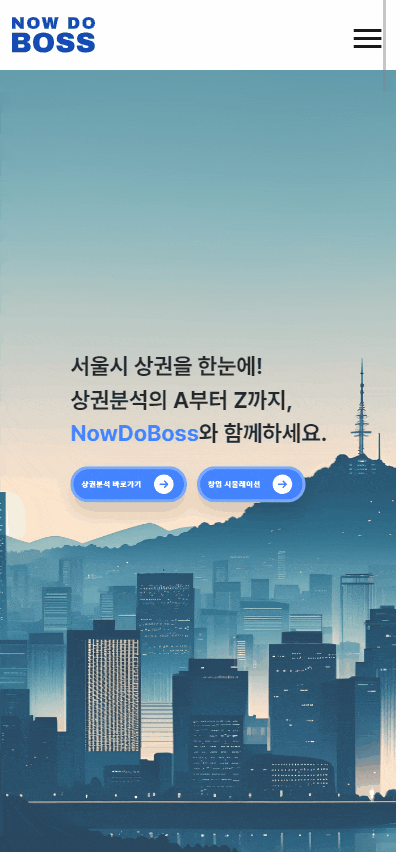 NOW DO
BOSS
서울시 상권을 한눈에!
상권분석의 A부터 Z까지,
NowDoBoss와 함께하세요.
상권분석 바로가기
창업 시뮬레이션